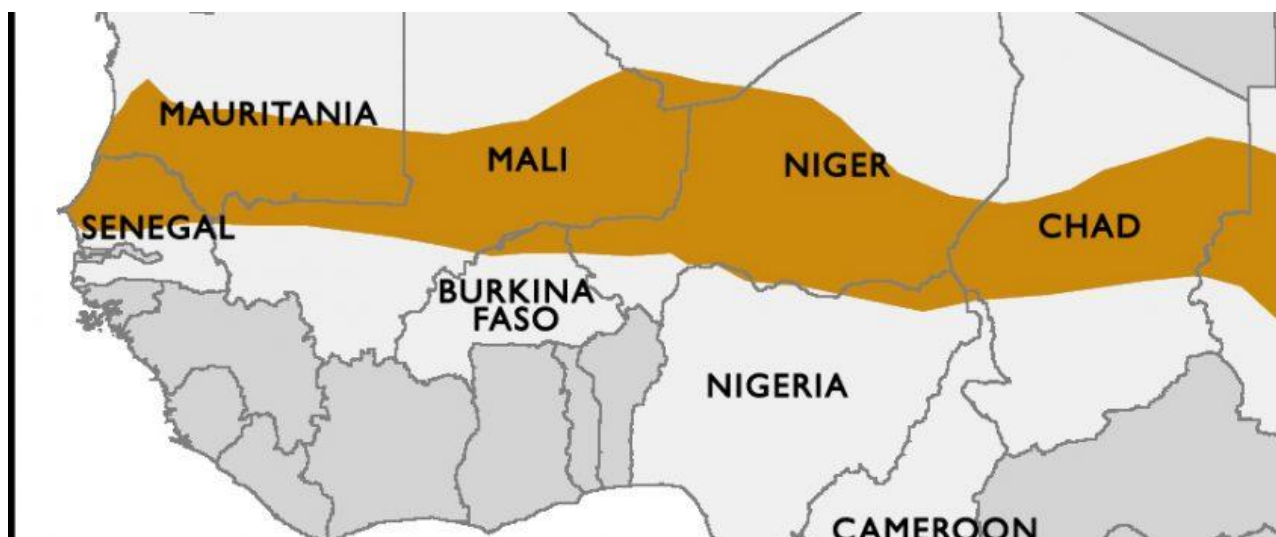 MAURITANIA
MALI
NIGER
SENEGAL
CHAD
BURKINA
FASO
NIGERIA
CAMEROON